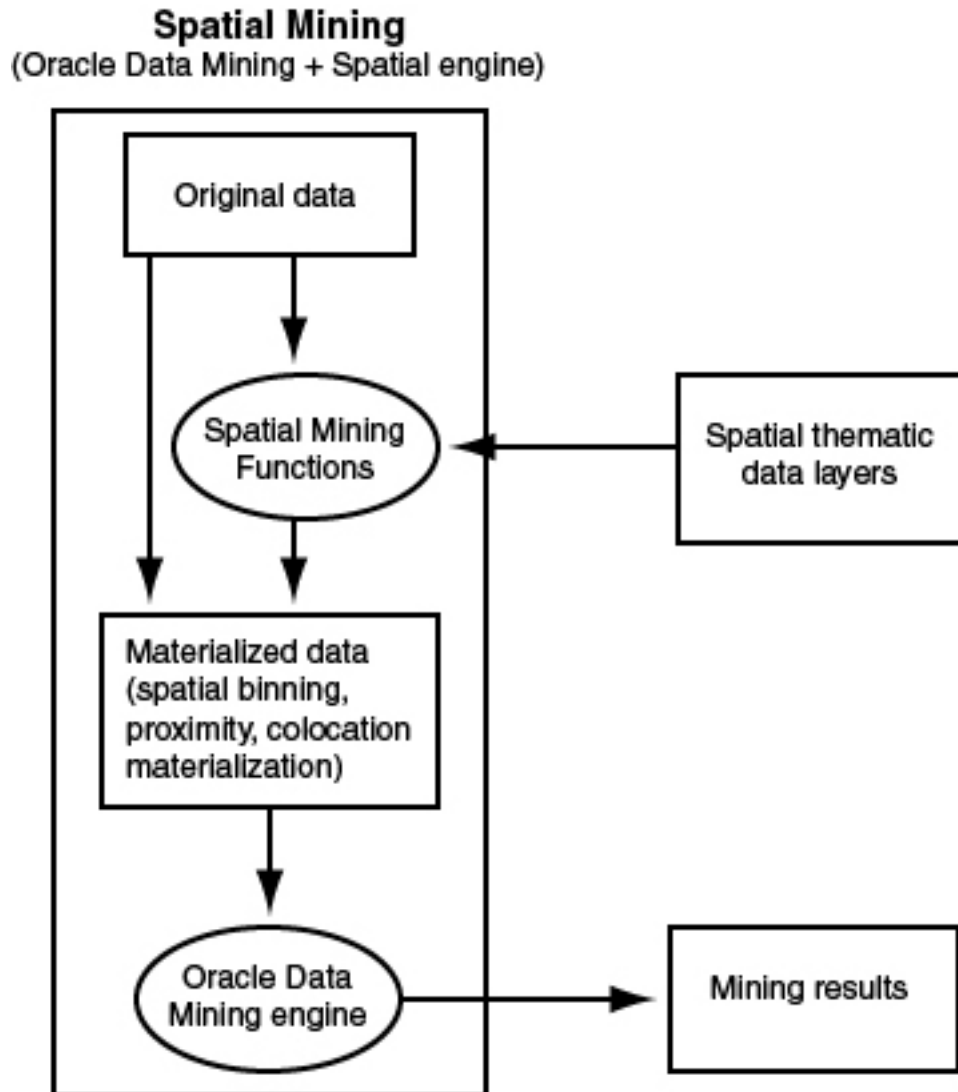 Spatial Mining
(Oracle Data Mining + Spatial engine)
Original data
Spatial Mining
Functions
Spatial thematic
data layers
Materialized data
(spatial binning,
proximity, colocation
materialization)
Oracle Data
Mining engine
Mining results